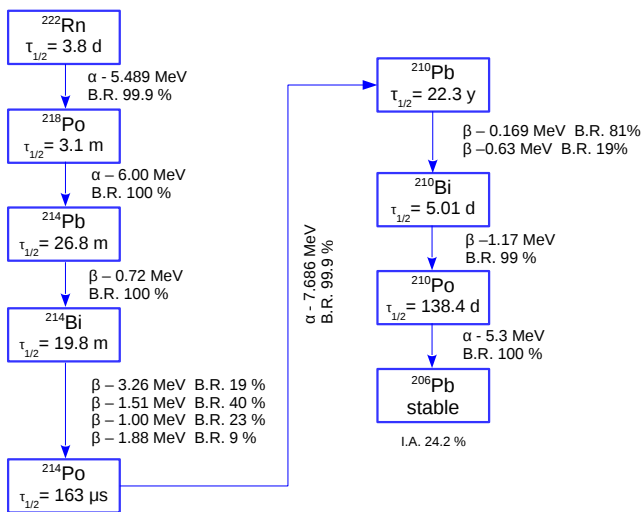 ²²²Rn
τ₁/₂= 3.8 d
α - 5.489 MeV
B.R. 99.9 %
²¹⁸Po
τ₁/₂= 3.1 m
α – 6.00 MeV
B.R. 100 %
²¹⁴Pb
τ₁/₂= 26.8 m
β – 0.72 MeV
B.R. 100 %
²¹⁴Bi
τ₁/₂= 19.8 m
β – 3.26 MeV B.R. 19 %
β – 1.51 MeV B.R. 40 %
β – 1.00 MeV B.R. 23 %
β – 1.88 MeV B.R. 9 %
²¹⁴Po
τ₁/₂= 163 µs
α - 7.686 MeV
B.R. 99.9 %
²¹⁰Pb
τ₁/₂= 22.3 y
β – 0.169 MeV B.R. 81%
β –0.63 MeV B.R. 19%
²¹⁰Bi
τ₁/₂= 5.01 d
β –1.17 MeV
B.R. 99 %
²¹⁰Po
τ₁/₂= 138.4 d
α - 5.3 MeV
B.R. 100 %
²⁰⁶Pb
stable
I.A. 24.2 %